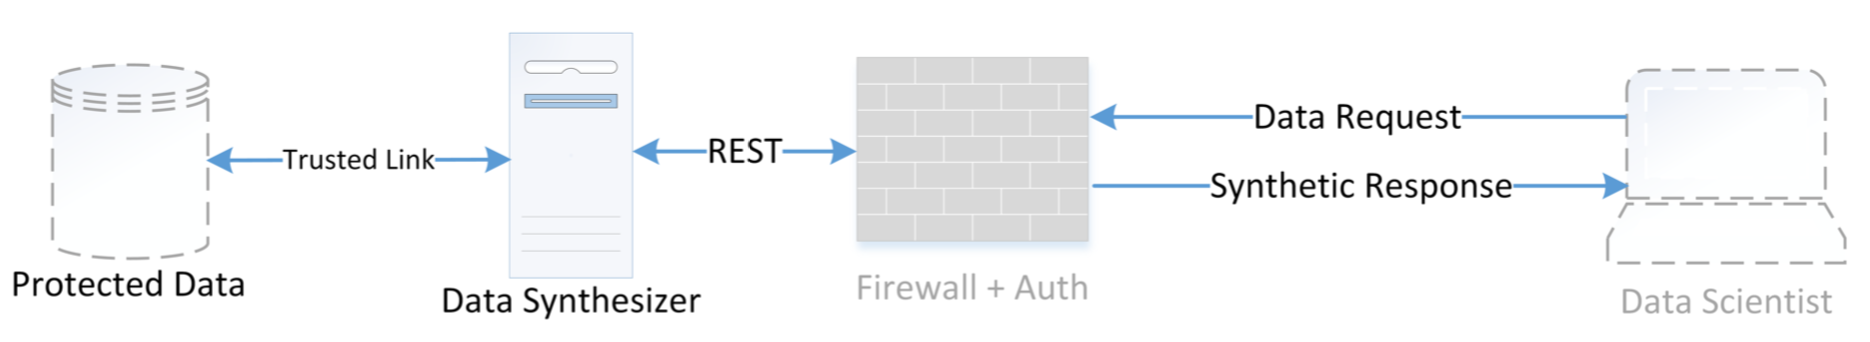 Protected Data
Trusted Link
Data Synthesizer
REST
Firewall + Auth
Data Request
Synthetic Response
Data Scientist